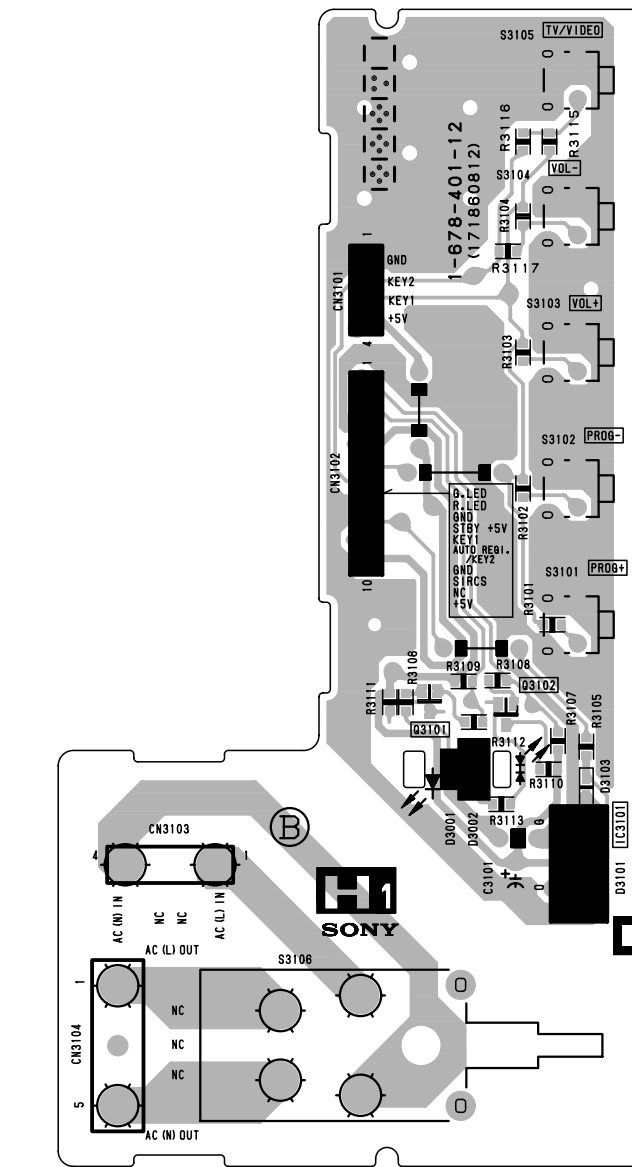 S3105 TV/VIDEO
O
O
R3116
R3115
1-678-401-12
(171860812)
S3104 VOL-
O
O
R3104
R3117
1
GND
KEY2
KEY1
+5V
4
CN3101
S3103 VOL+
O
O
R3103
1
CN3102
10
S3102 PROG-
O
O
R3102
G.LED
R.LED
GND
STBY +5V
KEY1
AUTO REGI.
/KEY2
GND
SIRCS
NC
+5V
S3101 PROG+
O
O
R3101
R3109 R3108
R3106
R3111
Q3102
R3107
R3105
Q3101
R3112
R3110
D3103
R3113
D3001
D3002
IC3101
G
O
C3101
+
D3101
B
CN3103
4
1
AC (N) IN
NC
NC
AC (L) IN
H1
SONY
AC (L) OUT
S3106
1
NC
O
CN3104
NC
NC
5
O
AC (N) OUT